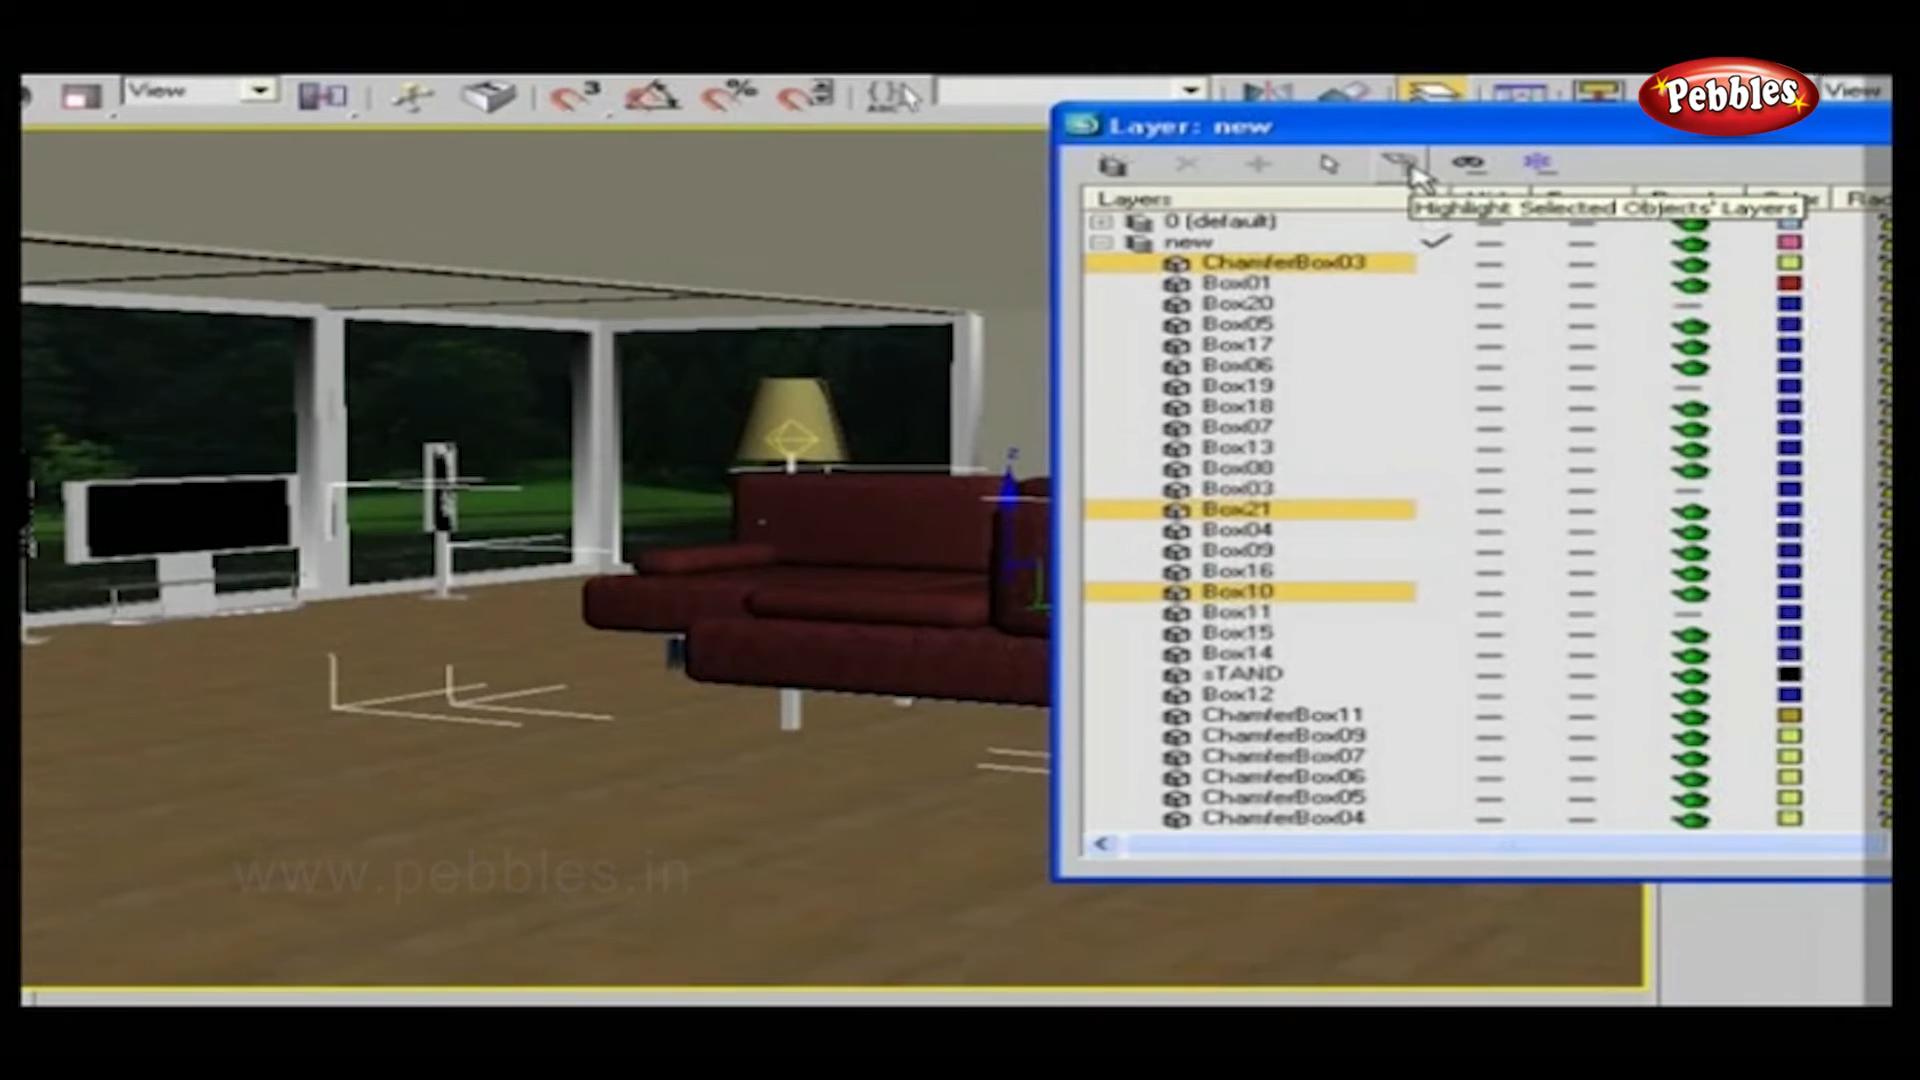 View
View
Pebbles
Layer: new
Layers
Highlight Selected Objects' Layers
0 (default)
new
ChamferBox03
Box01
Box20
Box05
Box17
Box06
Box19
Box18
Box07
Box13
Box08
Box03
Box21
Box04
Box09
Box16
Box10
Box11
Box15
Box14
sTAND
Box12
ChamferBox11
ChamferBox09
ChamferBox07
ChamferBox06
ChamferBox05
ChamferBox04
z
www.pebbles.in